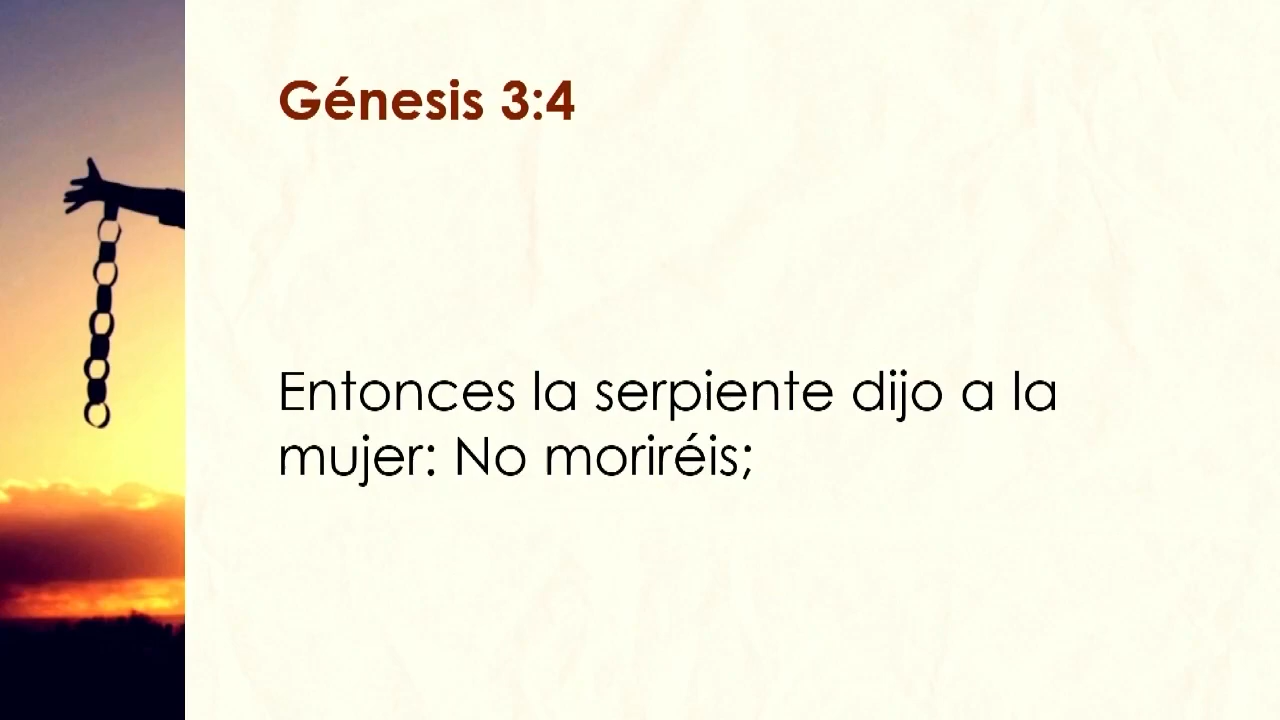 Génesis 3:4
Entonces la serpiente dijo a la
mujer: No moriréis;